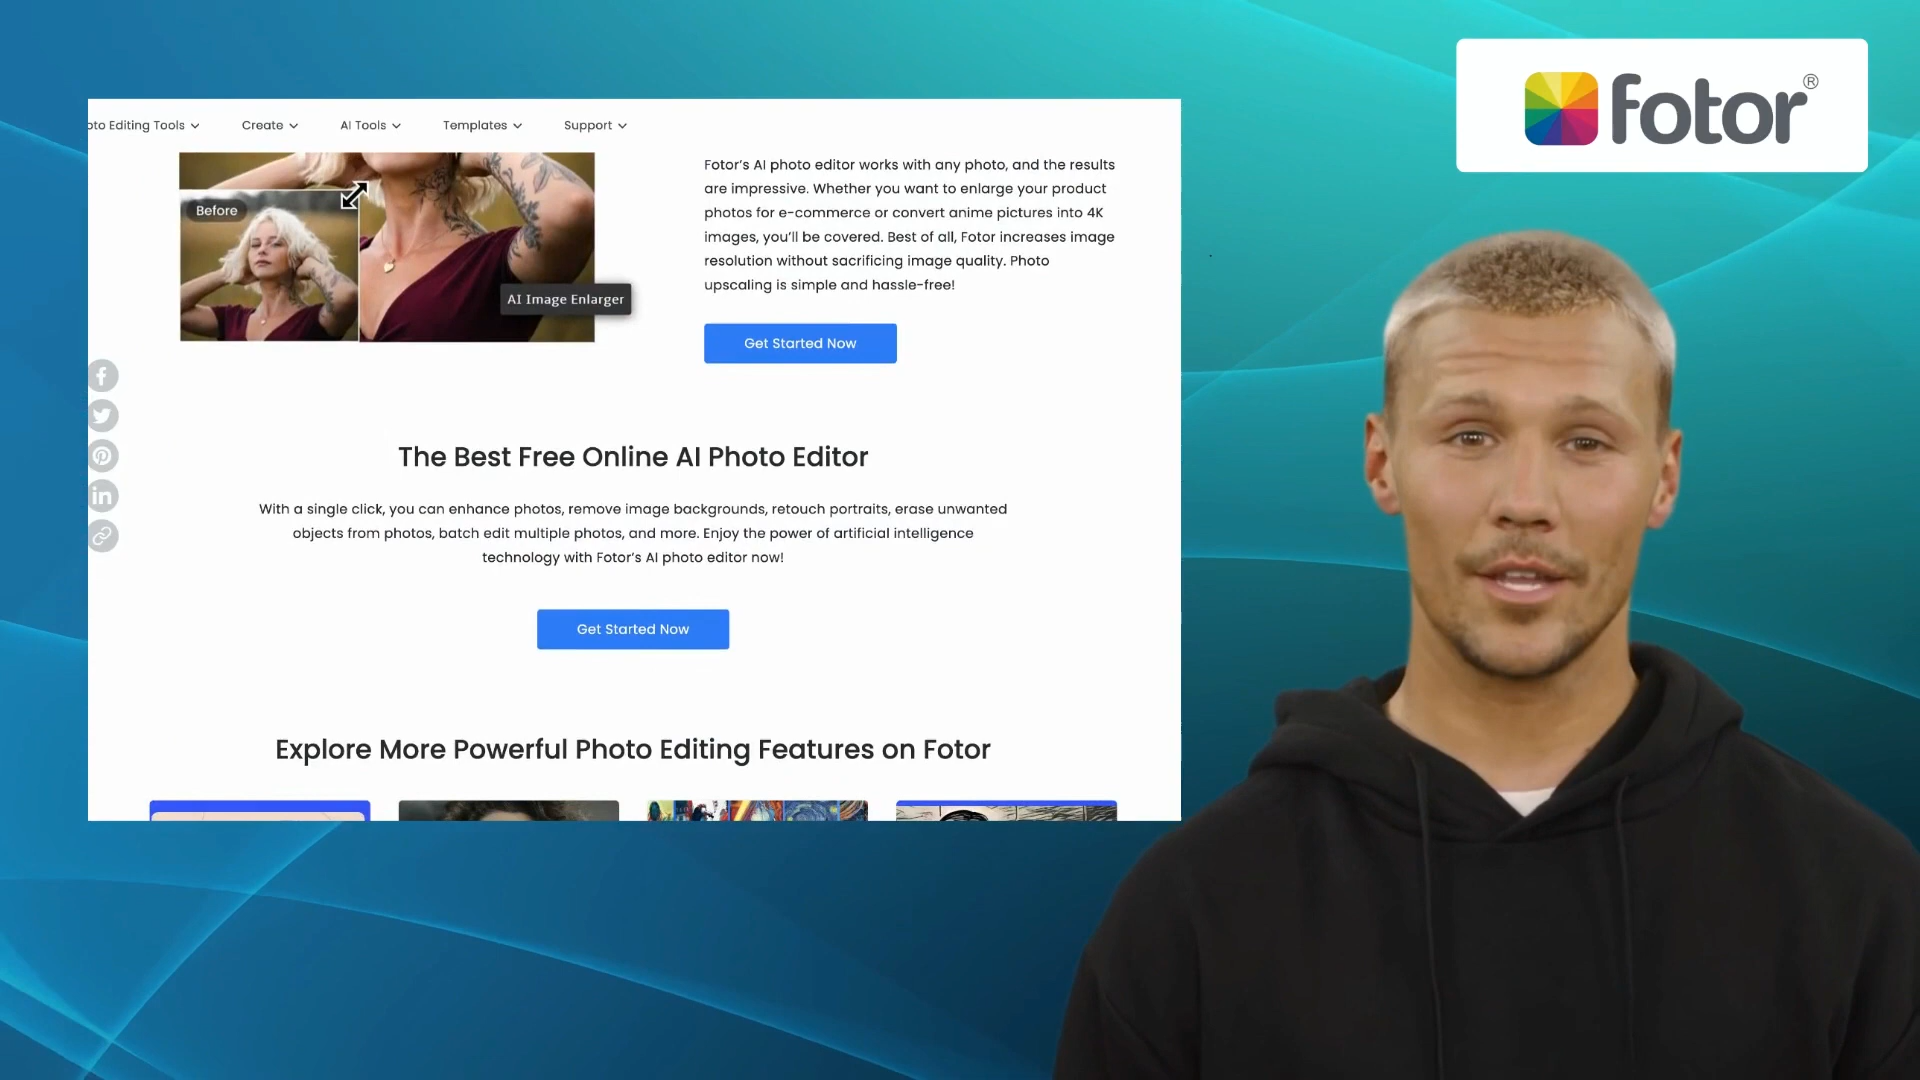 fotor®
oto Editing Tools
Create
AI Tools
Templates
Support
Before
AI Image Enlarger
Fotor's AI photo editor works with any photo, and the results
are impressive. Whether you want to enlarge your product
photos for e-commerce or convert anime pictures into 4K
images, you'll be covered. Best of all, Fotor increases image
resolution without sacrificing image quality. Photo
upscaling is simple and hassle-free!
Get Started Now
The Best Free Online AI Photo Editor
With a single click, you can enhance photos, remove image backgrounds, retouch portraits, erase unwanted
objects from photos, batch edit multiple photos, and more. Enjoy the power of artificial intelligence
technology with Fotor's AI photo editor now!
Get Started Now
Explore More Powerful Photo Editing Features on Fotor